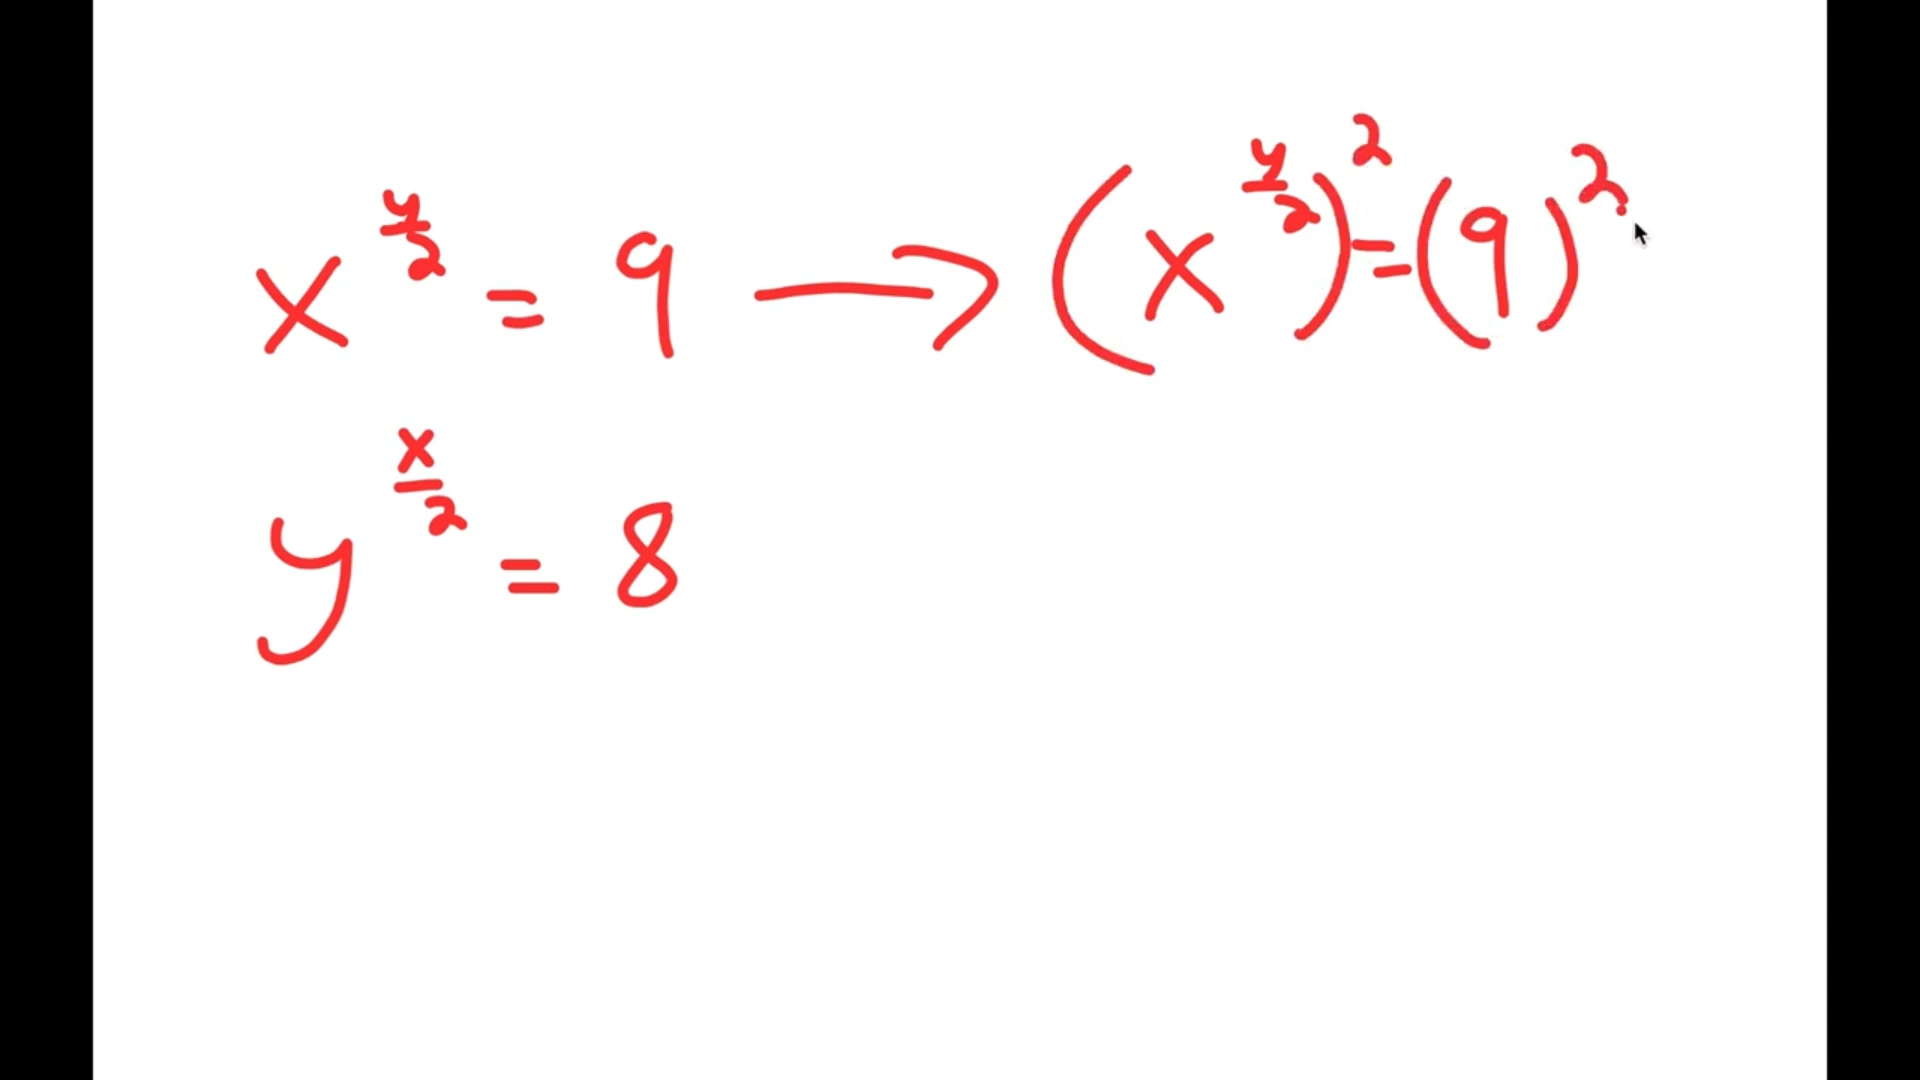 x^(y/2) = 9 → (x^(y/2))^2 = (9)^2
y^(x/2) = 8